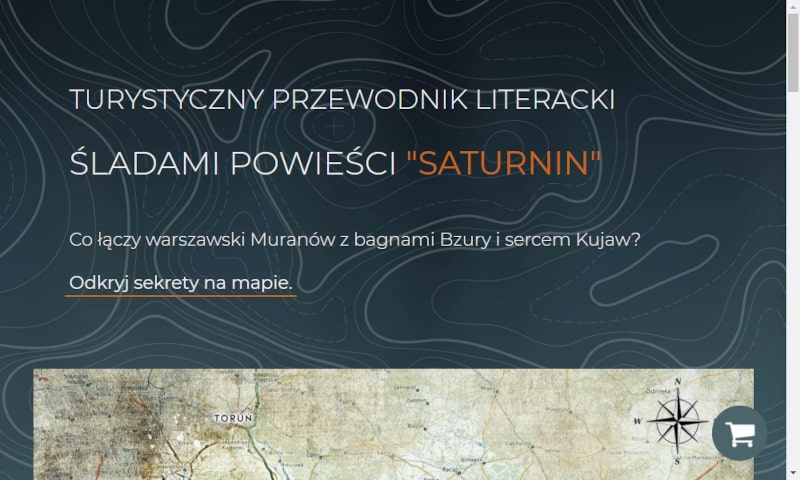 TURYSTYCZNY PRZEWODNIK LITERACKI
ŚLADAMI POWIEŚCI "SATURNIN"
Co łączy warszawski Muranów z bagnami Bzury i sercem Kujaw?
Odkryj sekrety na mapie.
N
TORUŃ
W
E
S